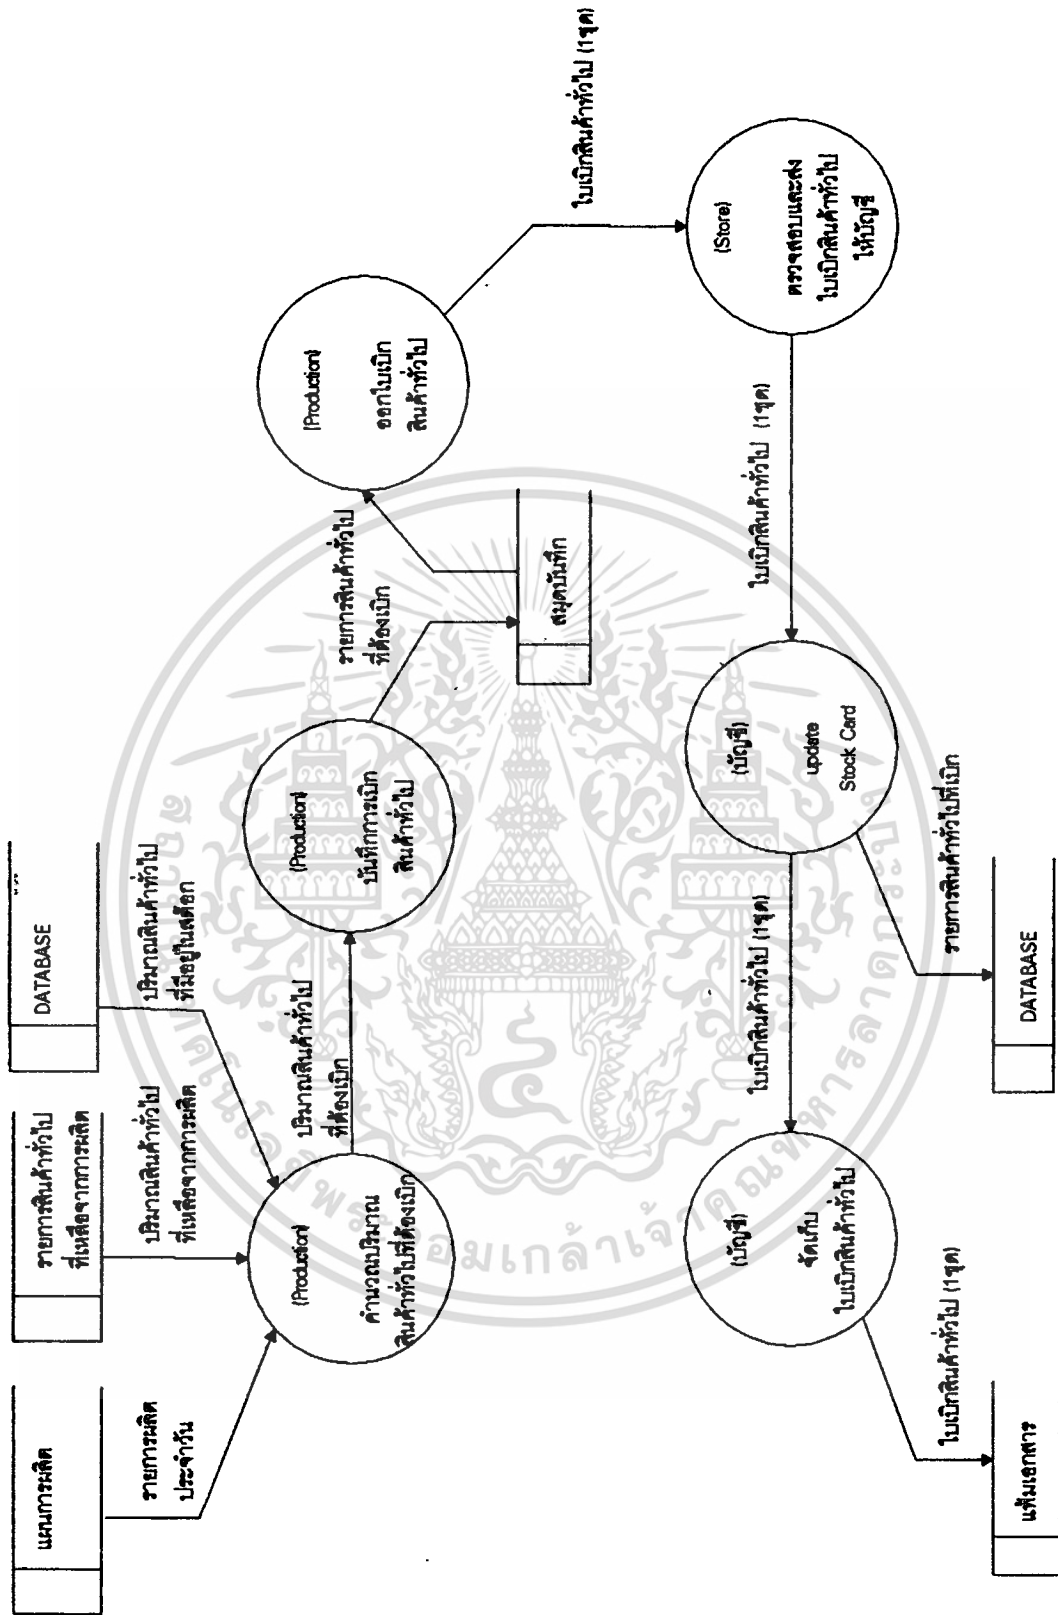 แผนการผลิต
รายการสินค้าทั่วไป
ที่เหลือจากการผลิต
DATABASE
รายการผลิต
ประจำวัน
ปริมาณสินค้าทั่วไป
ที่เหลือจากการผลิต
ปริมาณสินค้าทั่วไป
ที่มีอยู่ในสต๊อก
(Production)
คำนวณปริมาณ
สินค้าทั่วไปที่ต้องเบิก
ปริมาณสินค้าทั่วไป
ที่ต้องเบิก
(Production)
บันทึกการเบิก
สินค้าทั่วไป
รายการสินค้าทั่วไป
ที่ต้องเบิก
สมุดบันทึก
(Production)
ออกใบเบิก
สินค้าทั่วไป
ใบเบิกสินค้าทั่วไป (1ชุด)
(Store)
ตรวจสอบและส่ง
ใบเบิกสินค้าทั่วไป
ให้บัญชี
ใบเบิกสินค้าทั่วไป (1ชุด)
(บัญชี)
update
Stock Card
รายการสินค้าทั่วไปที่เบิก
DATABASE
ใบเบิกสินค้าทั่วไป (1ชุด)
(บัญชี)
จัดเก็บ
ใบเบิกสินค้าทั่วไป
ใบเบิกสินค้าทั่วไป (1ชุด)
แฟ้มเอกสาร